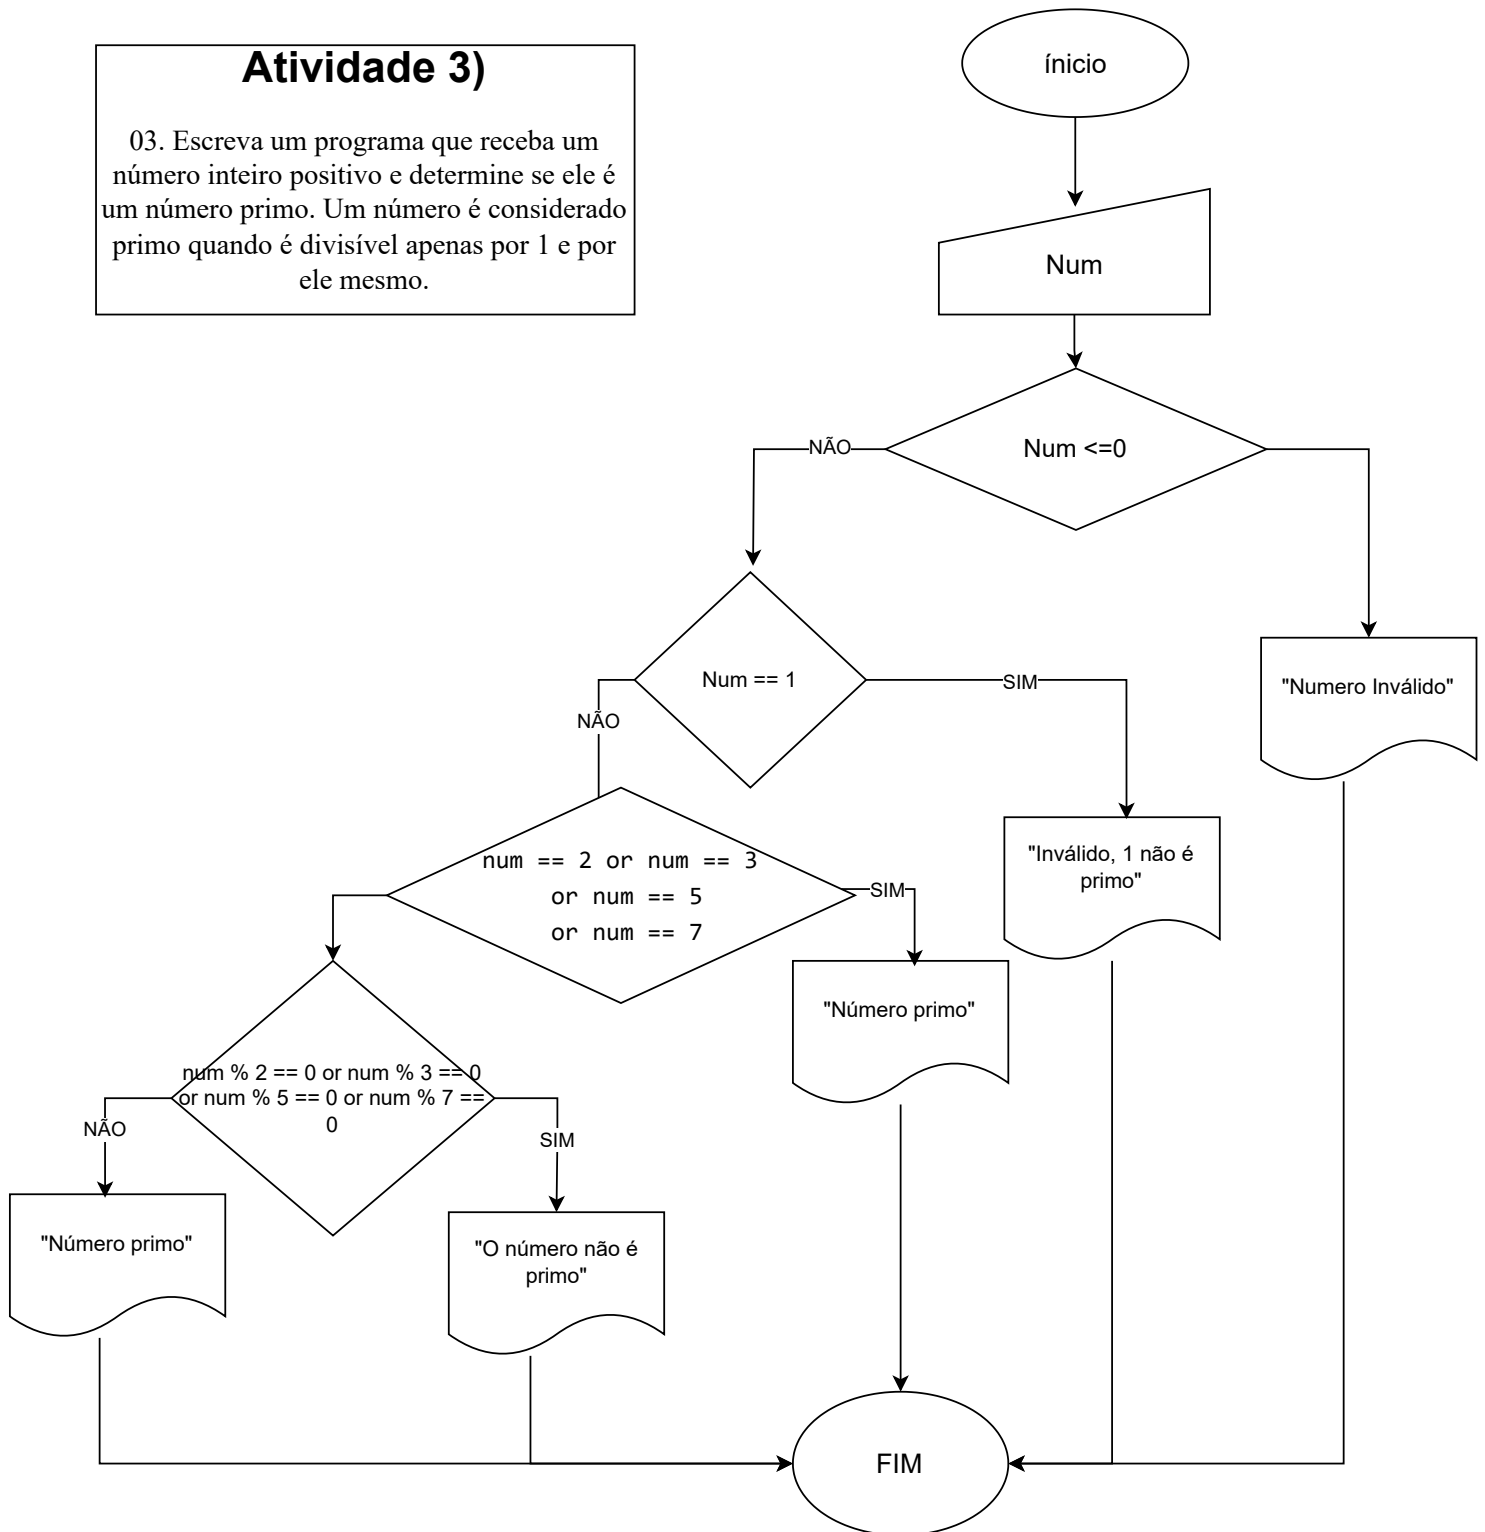 Atividade 3)
03. Escreva um programa que receba um
número inteiro positivo e determine se ele é
um número primo. Um número é considerado
primo quando é divisível apenas por 1 e por
ele mesmo.
ínicio
Num
Num <=0
NÃO
Num == 1
SIM
NÃO
"Numero Inválido"
num == 2 or num == 3
or num == 5
or num == 7
SIM
"Inválido, 1 não é
primo"
"Número primo"
num % 2 == 0 or num % 3 == 0
or num % 5 == 0 or num % 7 ==
0
NÃO
SIM
"Número primo"
"O número não é
primo"
FIM